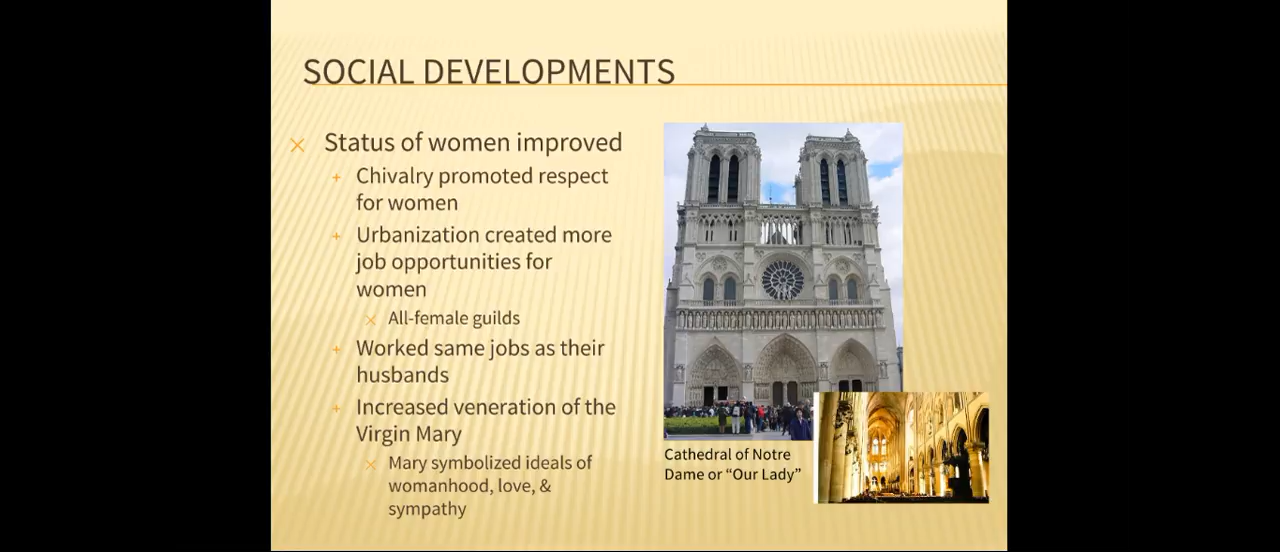 SOCIAL DEVELOPMENTS
Status of women improved
Chivalry promoted respect
for women
Urbanization created more
job opportunities for
women
All-female guilds
Worked same jobs as their
husbands
Increased veneration of the
Virgin Mary
Mary symbolized ideals of
womanhood, love, &
sympathy
Cathedral of Notre
Dame or “Our Lady”